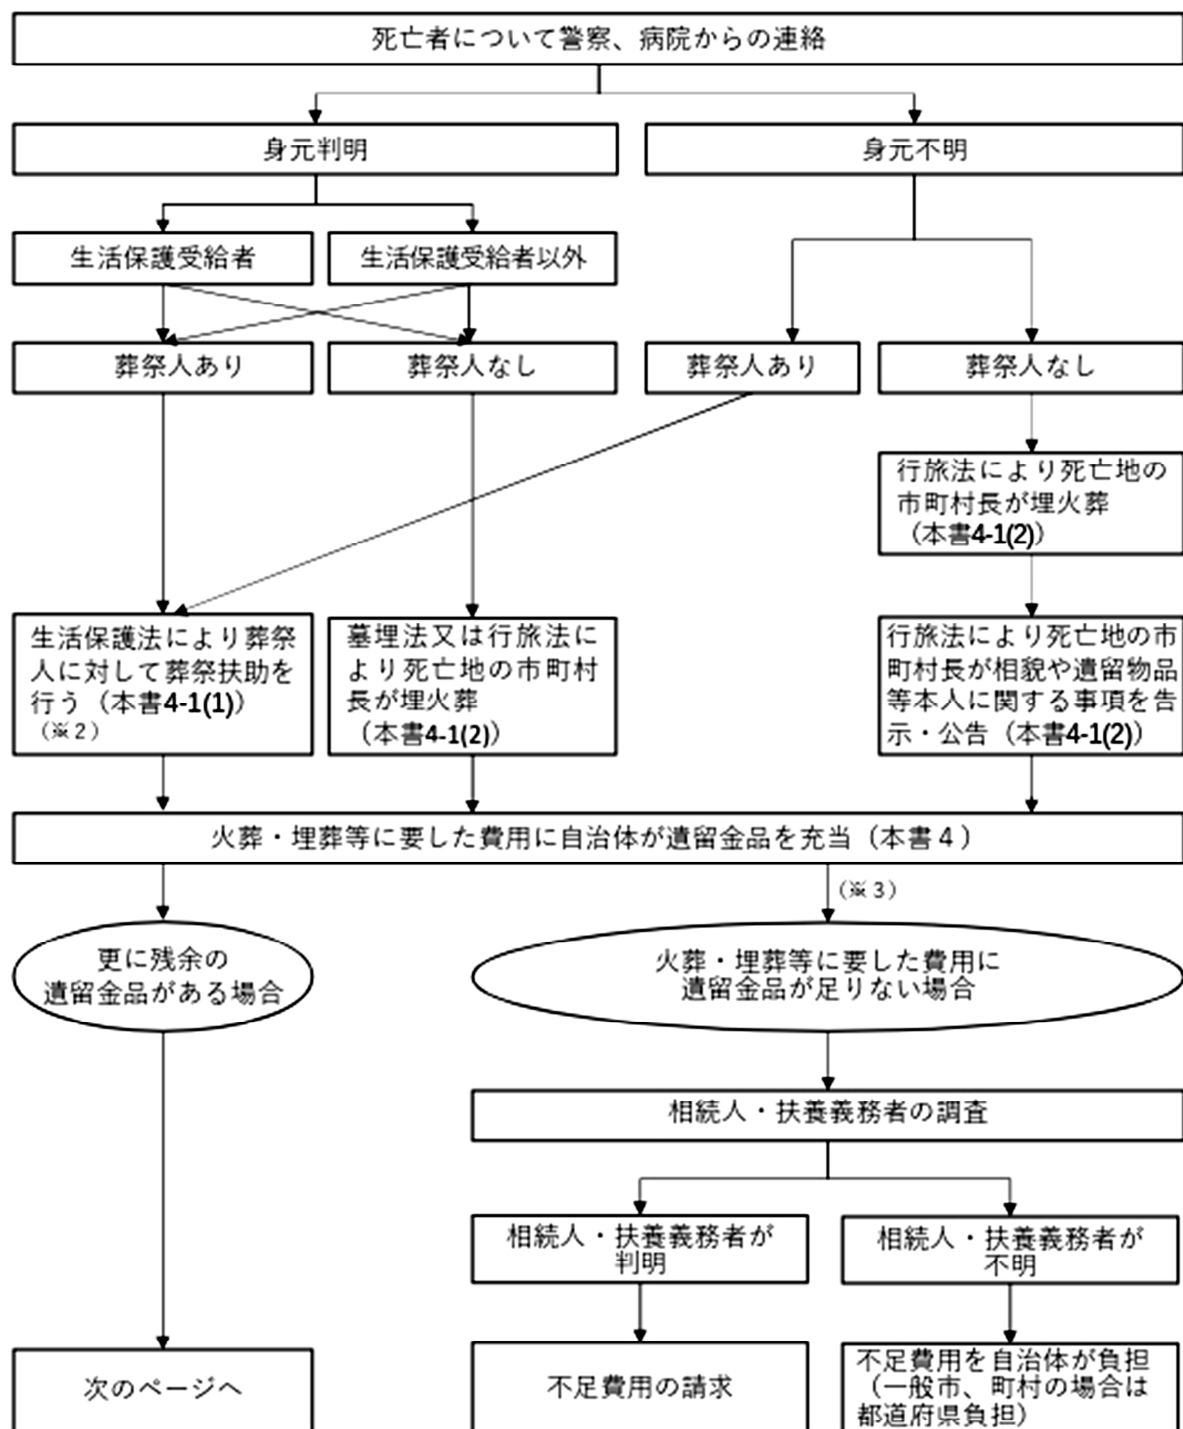 死亡者について警察、病院からの連絡
身元判明
身元不明
生活保護受給者
生活保護受給者以外
葬祭人あり
葬祭人なし
葬祭人あり
葬祭人なし
行旅法により死亡地の
市町村長が埋火葬
（本書4-1(2)）
生活保護法により葬祭
人に対して葬祭扶助を
行う（本書4-1(1)）
（※２）
墓埋法又は行旅法に
より死亡地の市町村
長が埋火葬
（本書4-1(2)）
行旅法により死亡地の市
町村長が相貌や遺留物品
等本人に関する事項を告
示・公告（本書4-1(2)）
火葬・埋葬等に要した費用に自治体が遺留金品を充当（本書４）
（※３）
更に残余の
遺留金品がある場合
火葬・埋葬等に要した費用に
遺留金品が足りない場合
相続人・扶養義務者の調査
相続人・扶養義務者が
判明
相続人・扶養義務者が
不明
次のページへ
不足費用の請求
不足費用を自治体が負担
（一般市、町村の場合は
都道府県負担）